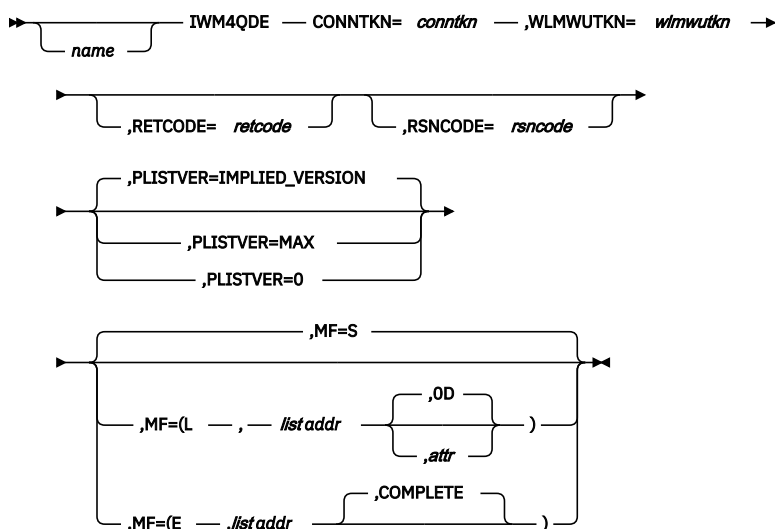 IWM4QDE CONNTKN= conntkn ,WLMWUTKN= wlmwutkn
name
,RETCODE= retcode ,RSNCODE= rsncode
,PLISTVER=IMPLIED_VERSION
,PLISTVER=MAX
,PLISTVER=0
,MF=S
,0D
,MF=(L , list addr )
,attr
,COMPLETE
,MF=(E ,list addr )